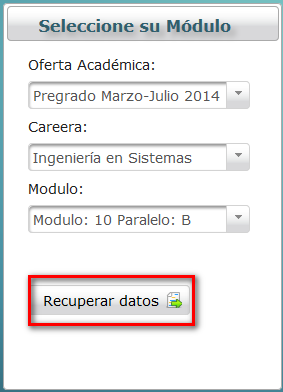 Seleccione su Módulo
Oferta Académica:
Pregrado Marzo-Julio 2014
Careera:
Ingeniería en Sistemas
Modulo:
Modulo: 10 Paralelo: B
Recuperar datos